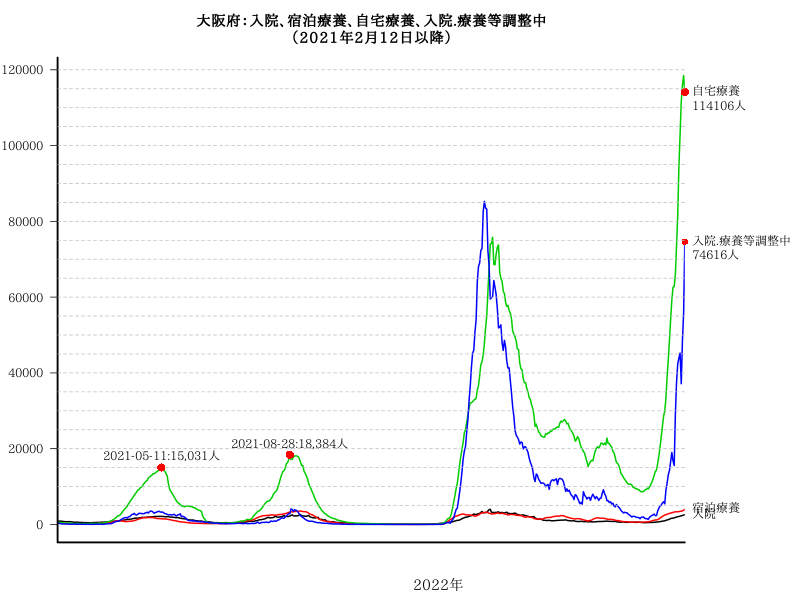 大阪府:入院、宿泊療養、自宅療養、入院.療養等調整中
（2021年2月12日以降）
120000
100000
80000
60000
40000
20000
0
自宅療養
114106人
入院.療養等調整中
74616人
2021-05-11:15,031人
2021-08-28:18,384人
宿泊療養
入院
2022年